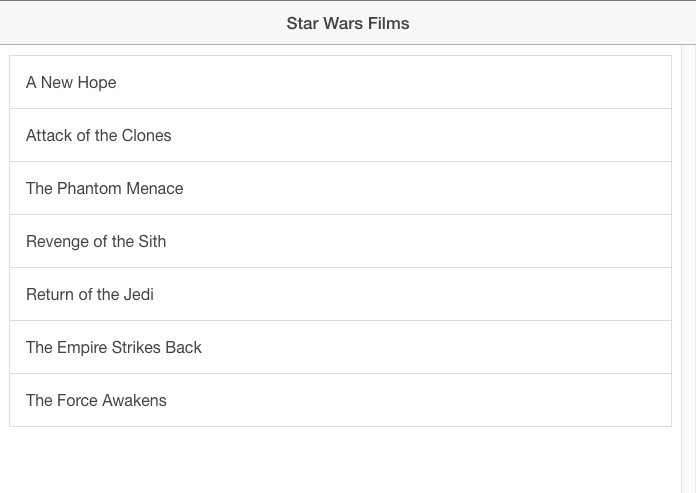 Star Wars Films
A New Hope
Attack of the Clones
The Phantom Menace
Revenge of the Sith
Return of the Jedi
The Empire Strikes Back
The Force Awakens